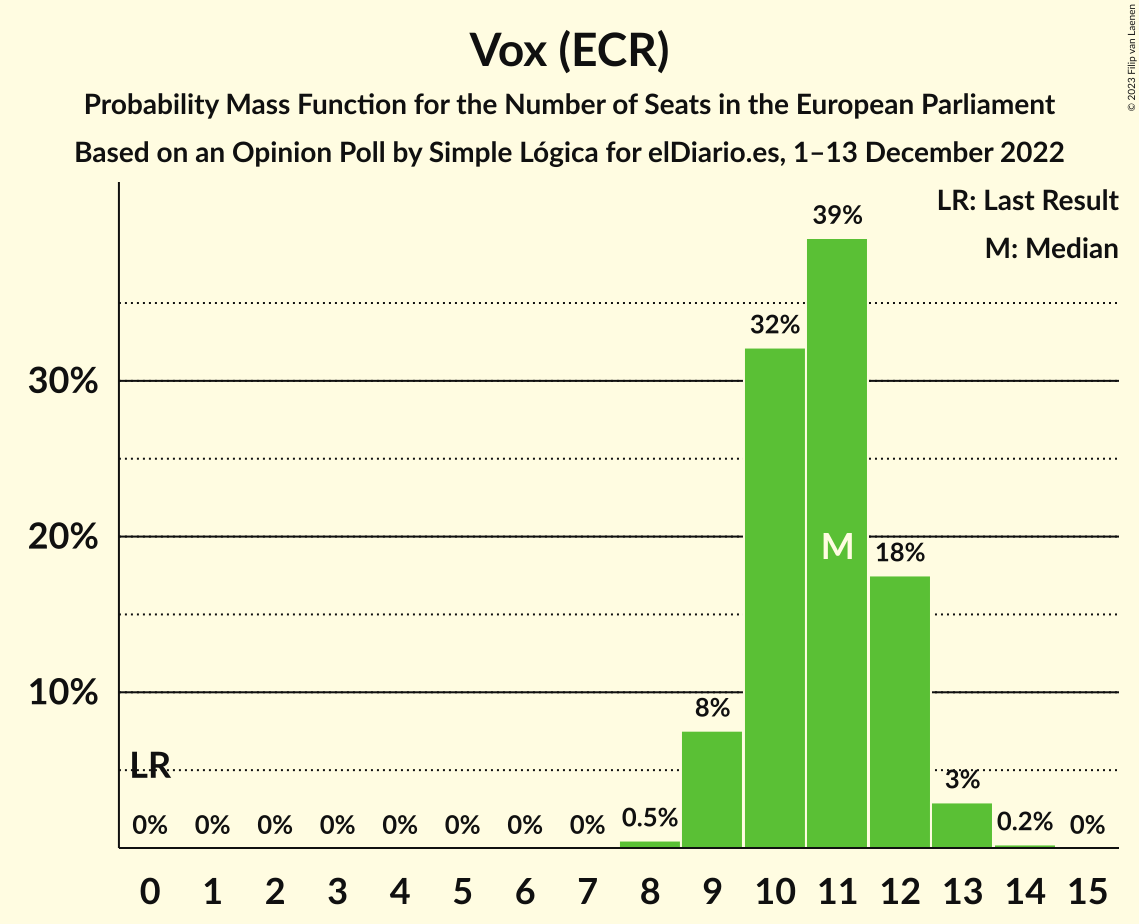 Vox (ECR)
Probability Mass Function for the Number of Seats in the European Parliament
Based on an Opinion Poll by Simple Lógica for elDiario.es, 1–13 December 2022
© 2023 Filip van Laenen
LR: Last Result
M: Median
39%
32%
30%
20%
M
18%
10%
8%
LR
3%
0% 0% 0% 0% 0% 0% 0% 0% 0.5% 0.2% 0%
0 1 2 3 4 5 6 7 8 9 10 11 12 13 14 15